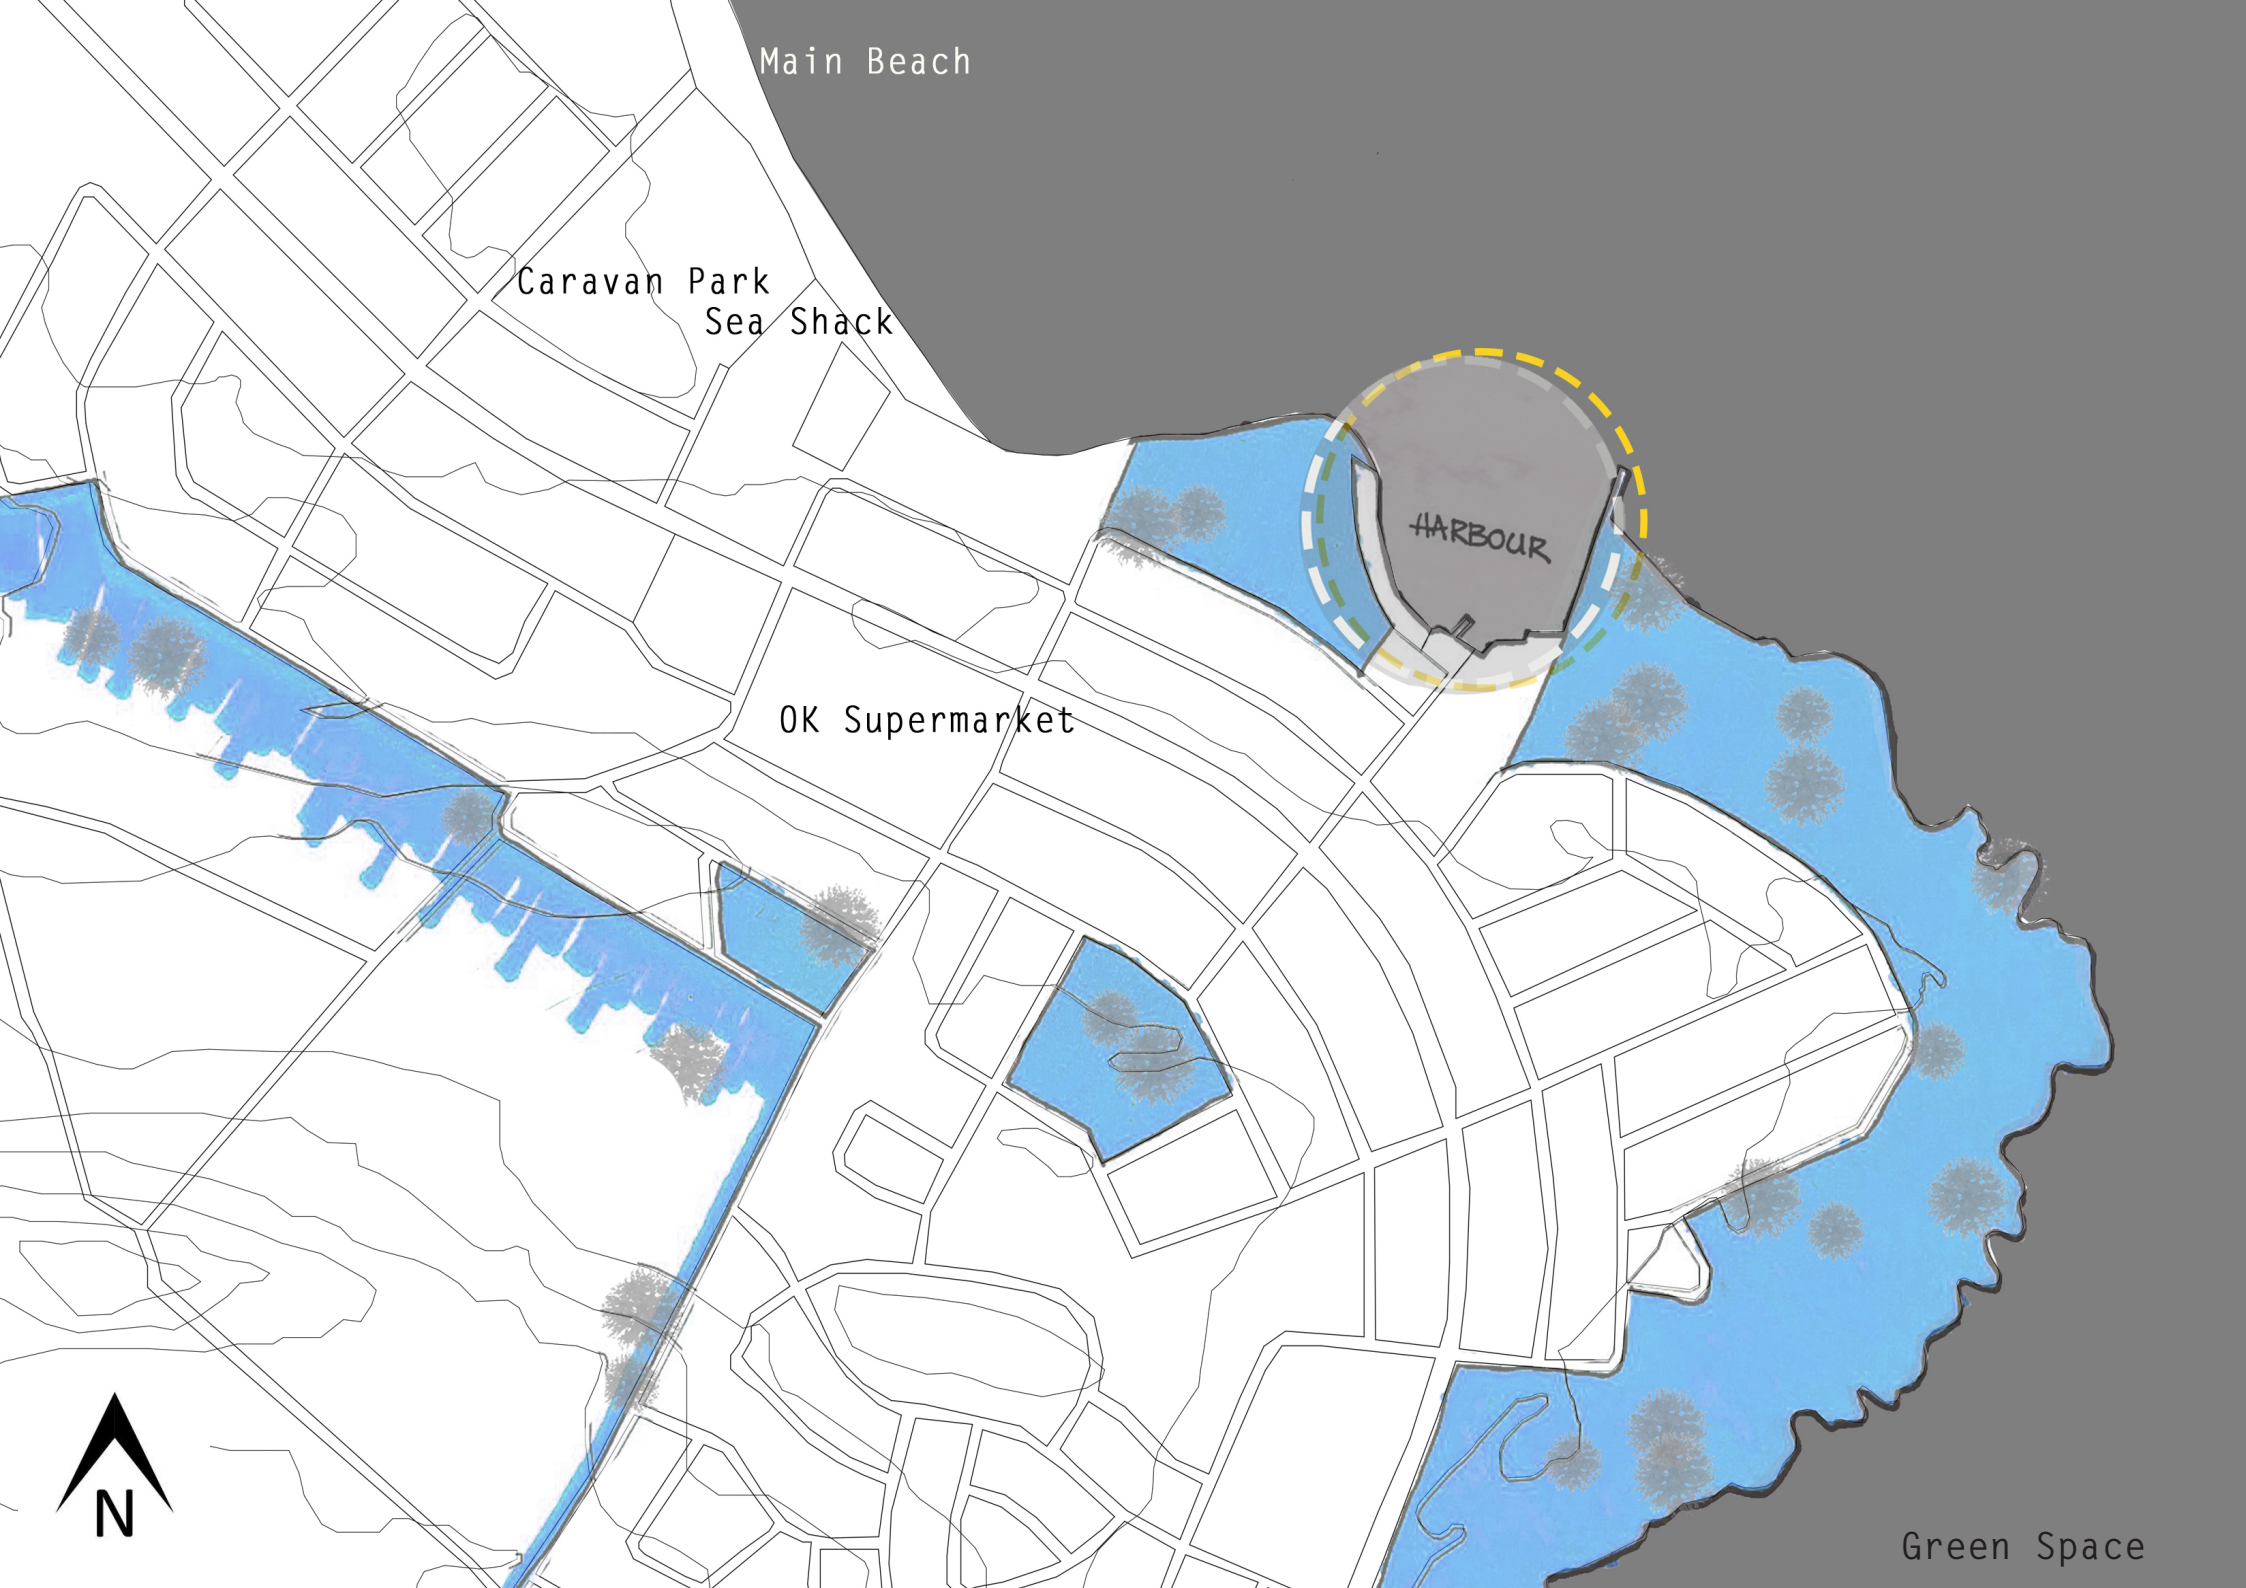 Main Beach
Caravan Park
Sea Shack
HARBOUR
OK Supermarket
N
Green Space